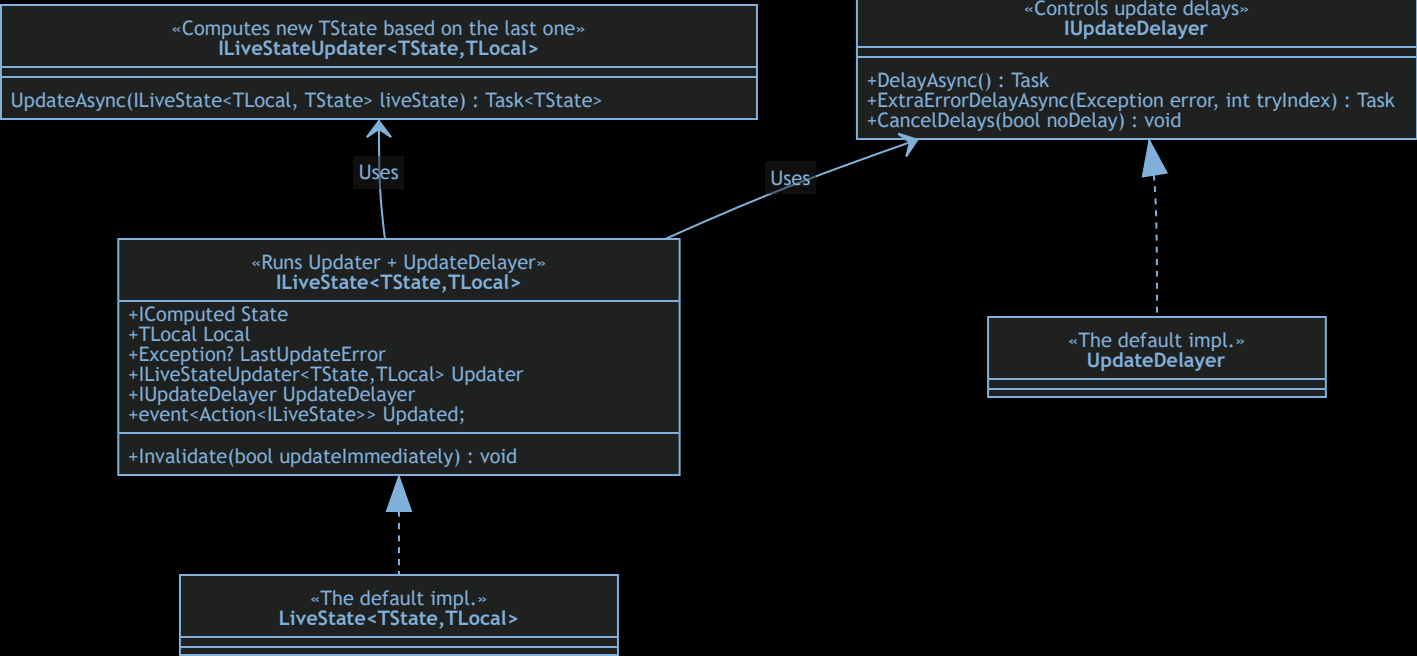 «Computes new TState based on the last one»
ILiveStateUpdater<TState,TLocal>
UpdateAsync(ILiveState<TLocal, TState> liveState) : Task<TState>
«Controls update delays»
IUpdateDelayer
+DelayAsync() : Task
+ExtraErrorDelayAsync(Exception error, int tryIndex) : Task
+CancelDelays(bool noDelay) : void
Uses
Uses
«Runs Updater + UpdateDelayer»
ILiveState<TState,TLocal>
+IComputed State
+TLocal Local
+Exception? LastUpdateError
+ILiveStateUpdater<TState,TLocal> Updater
+IUpdateDelayer UpdateDelayer
+event<Action<ILiveState>> Updated;
+Invalidate(bool updateImmediately) : void
«The default impl.»
UpdateDelayer
«The default impl.»
LiveState<TState,TLocal>